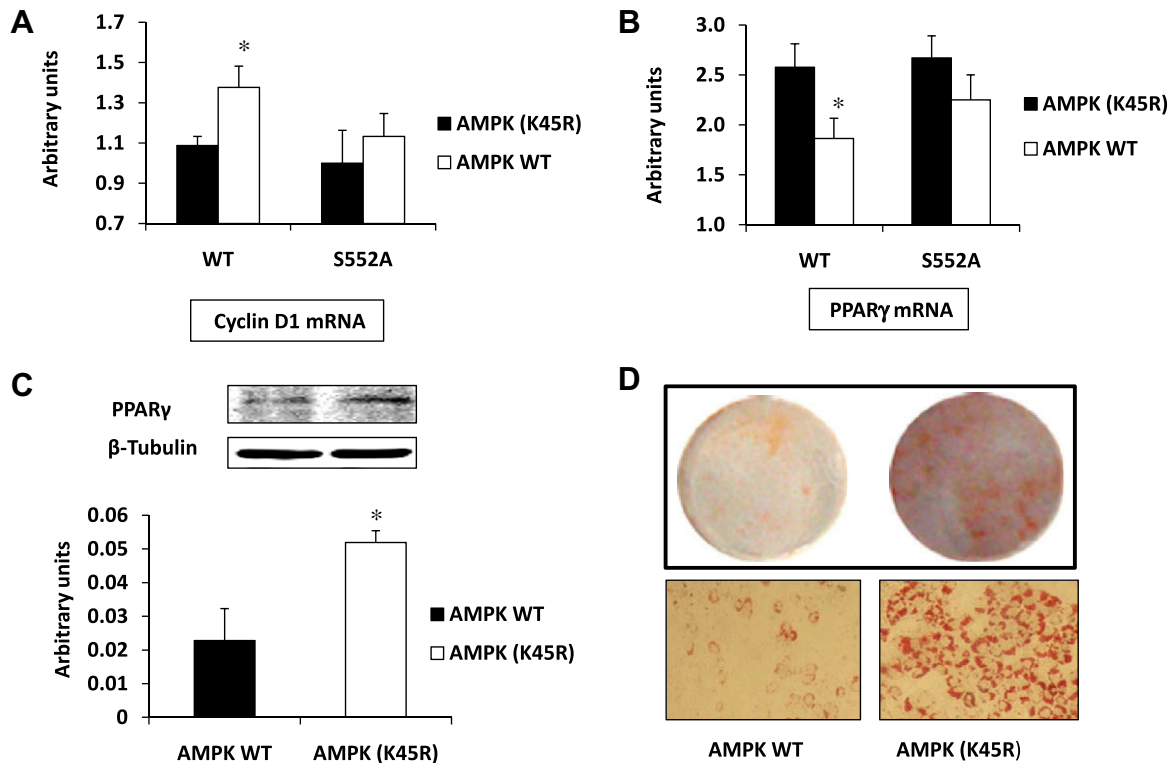 A
Arbitrary units
1.7
1.5
1.3
1.1
0.9
0.7
*
WT
S552A
AMPK (K45R)
AMPK WT
Cyclin D1 mRNA
B
Arbitrary units
3.0
2.5
2.0
1.5
1.0
*
WT
S552A
AMPK (K45R)
AMPK WT
PPARγ mRNA
C
PPARγ
β-Tubulin
Arbitrary units
0.06
0.05
0.04
0.03
0.02
0.01
0
*
AMPK WT
AMPK (K45R)
AMPK WT
AMPK (K45R)
D
AMPK WT
AMPK (K45R)